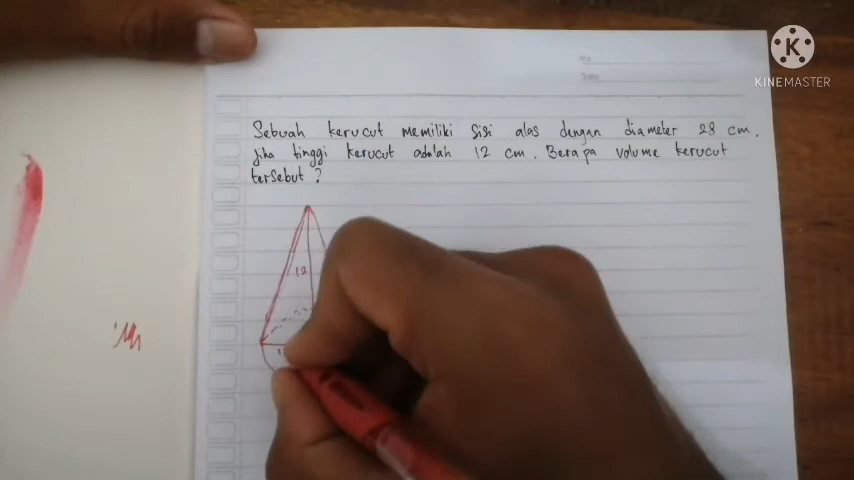 KINEMASTER
Sebuah kerucut memiliki sisi alas dengan diameter 28 cm.
Jika tinggi kerucut adalah 12 cm. Berapa volume kerucut
tersebut ?
12